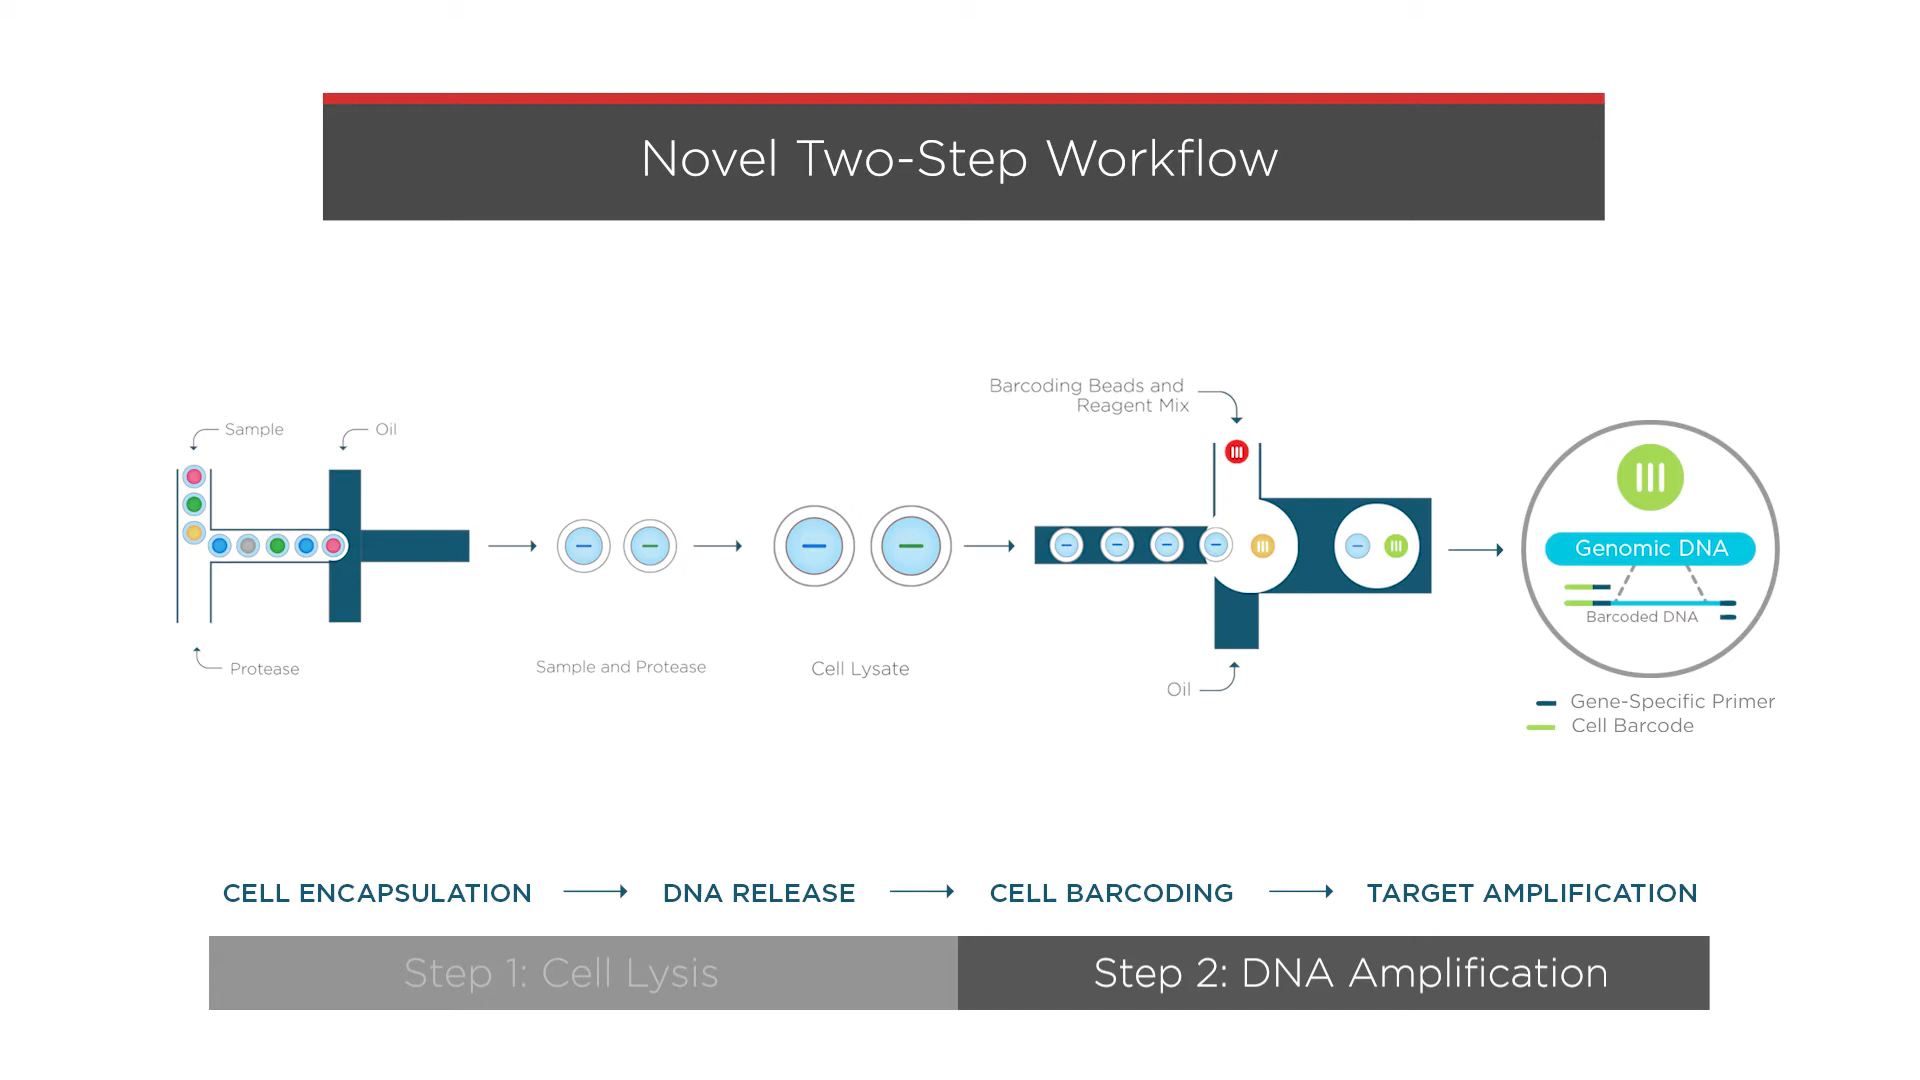 Novel Two-Step Workflow
Barcoding Beads and
Reagent Mix
Sample
Oil
Genomic DNA
Barcoded DNA
Protease
Sample and Protease
Cell Lysate
Oil
Gene-Specific Primer
Cell Barcode
CELL ENCAPSULATION
DNA RELEASE
CELL BARCODING
TARGET AMPLIFICATION
Step 1: Cell Lysis
Step 2: DNA Amplification